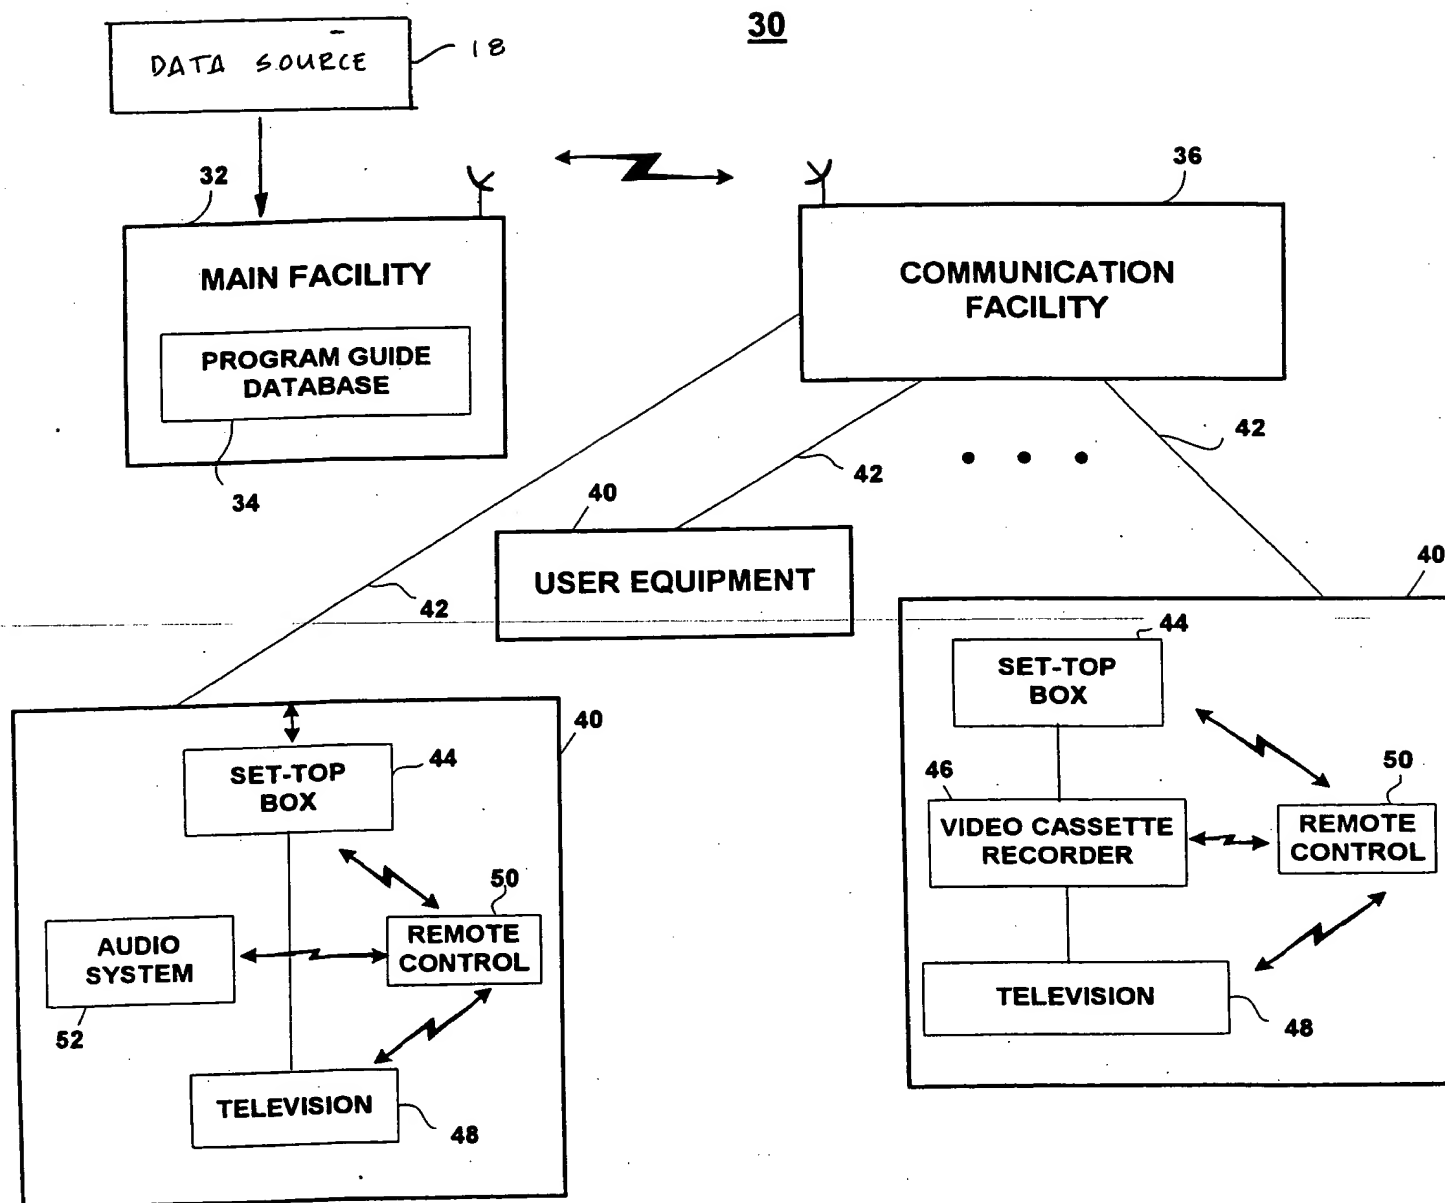 30
DATA SOURCE
18
32
36
MAIN FACILITY
PROGRAM GUIDE
DATABASE
34
COMMUNICATION
FACILITY
42
42
42
40
USER EQUIPMENT
40
44
SET-TOP
BOX
AUDIO
SYSTEM
52
50
REMOTE
CONTROL
TELEVISION
48
40
44
SET-TOP
BOX
46
VIDEO CASSETTE
RECORDER
50
REMOTE
CONTROL
TELEVISION
48